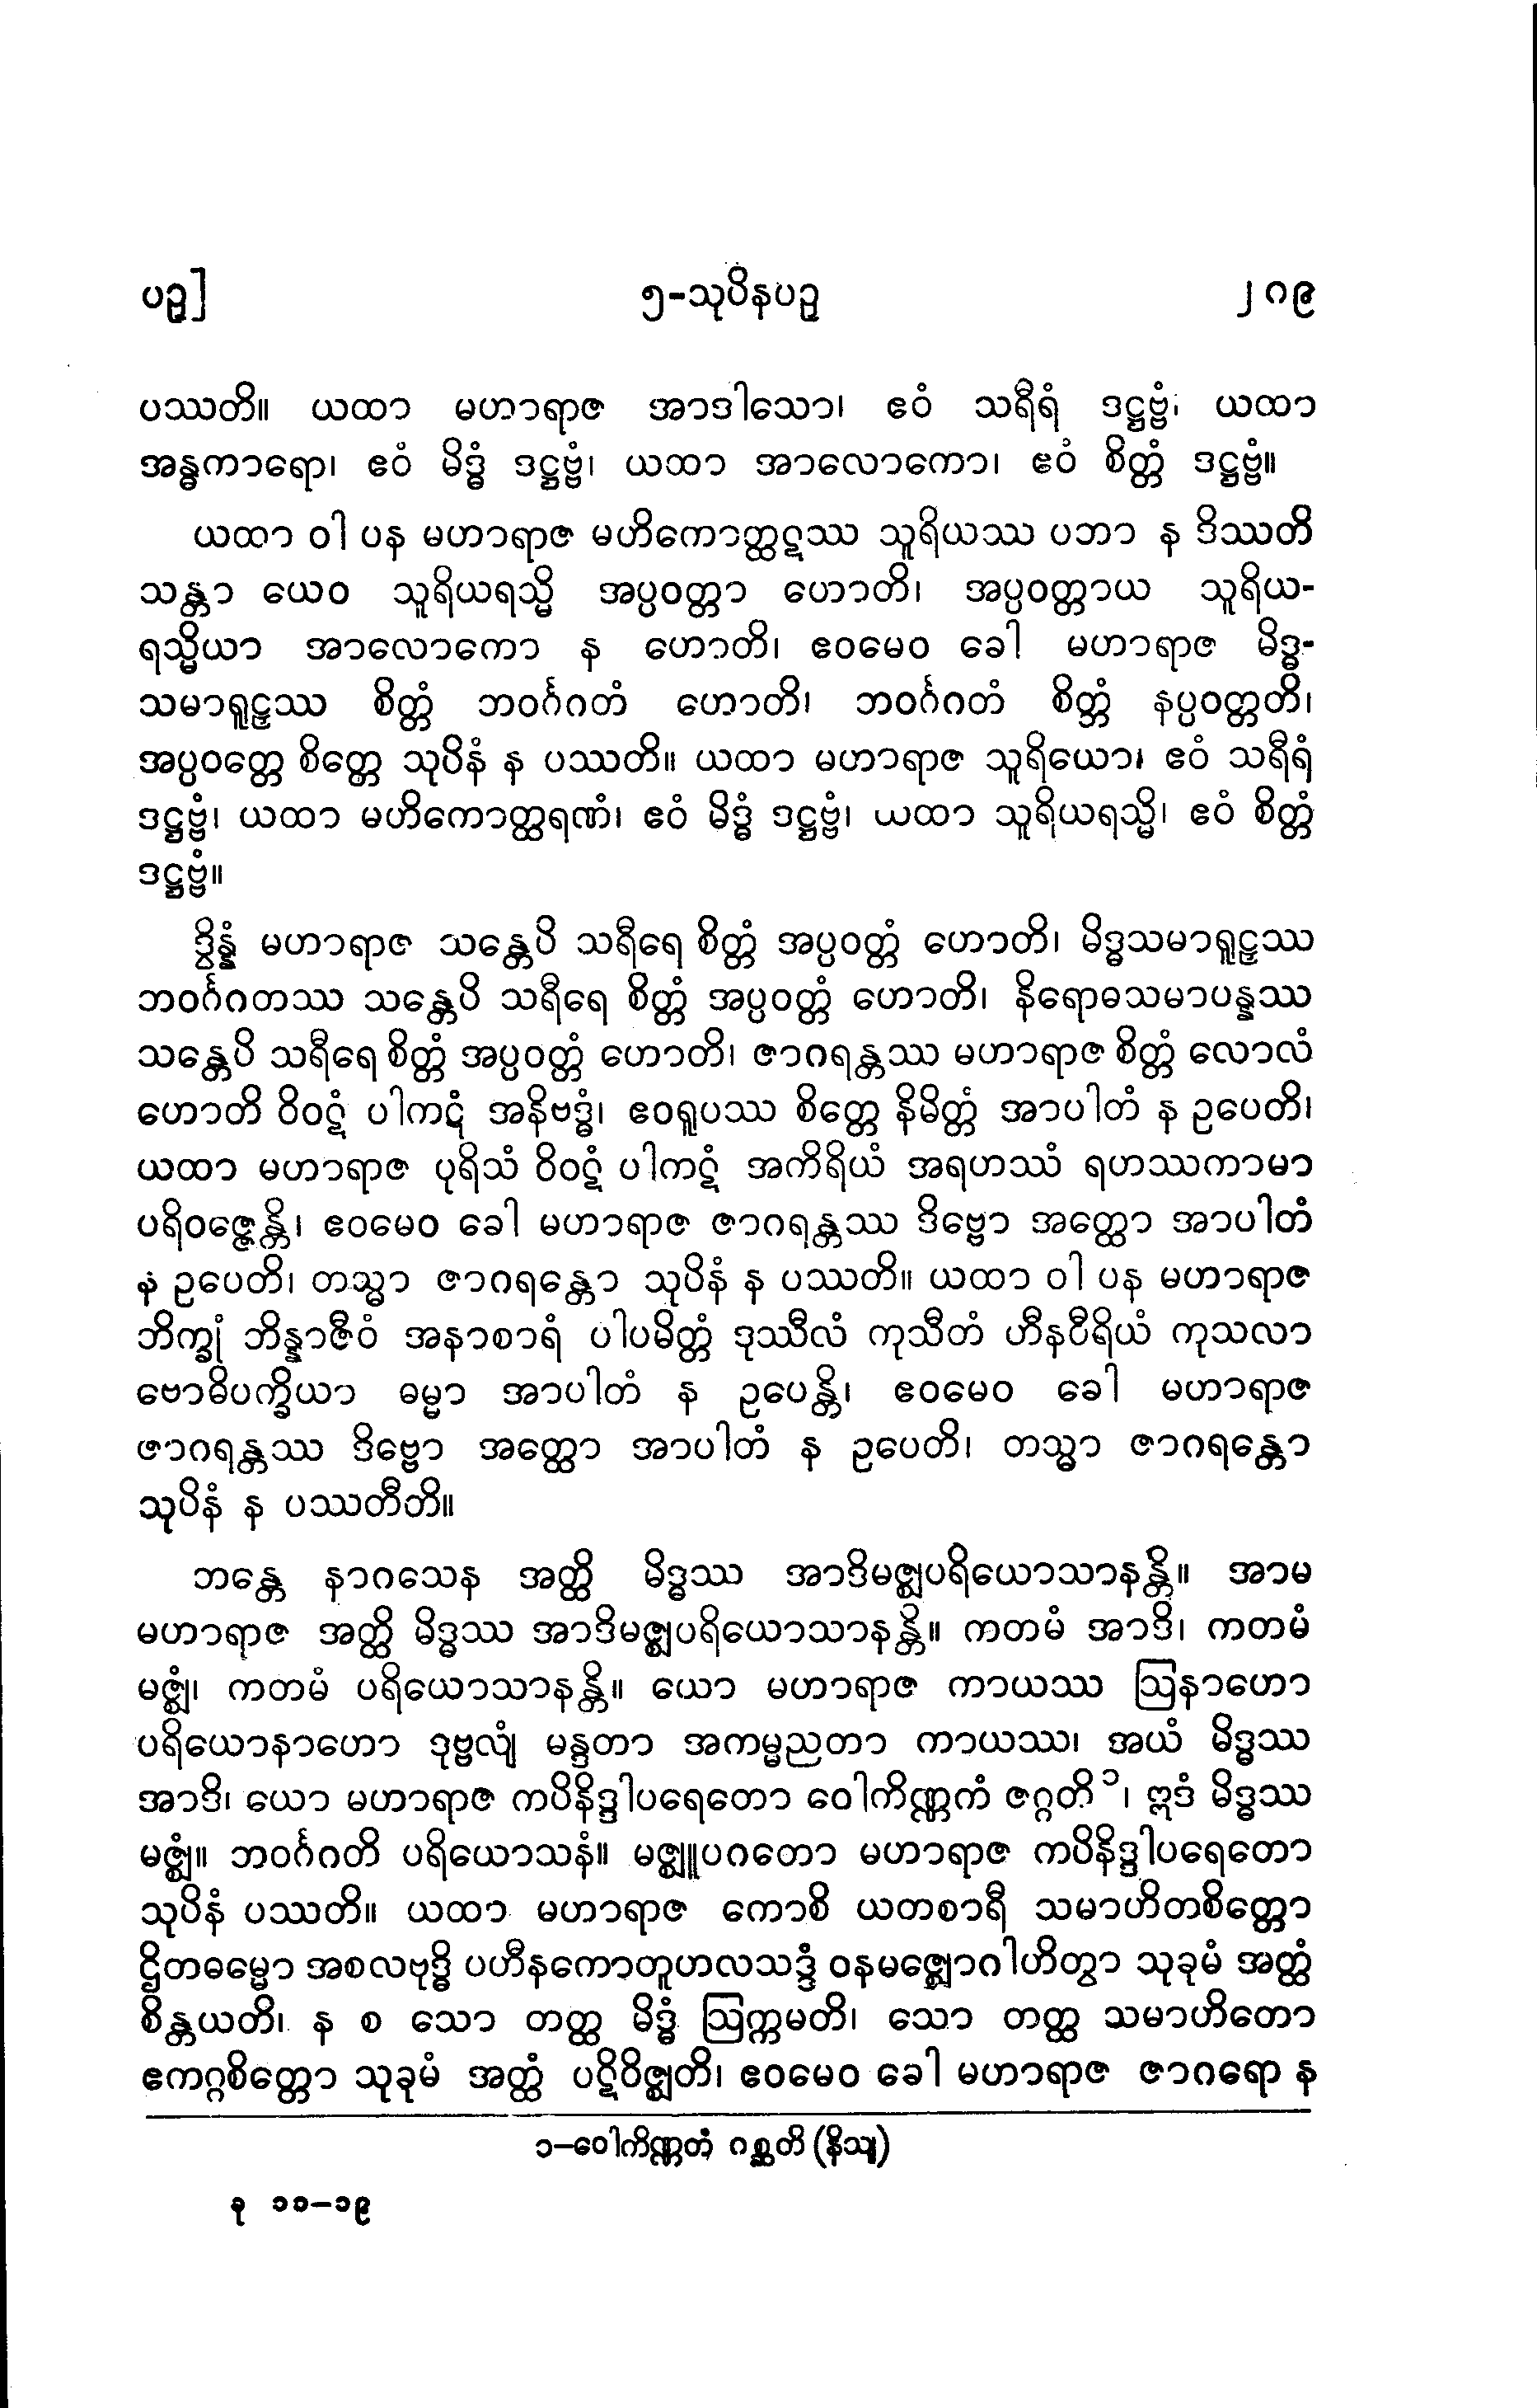 ပဉှ]	၅-သုပိနပဉှ	၂၈၉
ပဿတိ။ ယထာ မဟာရာဇ အာဒါသော၊ ဧဝံ သရီရံ ဒဋ္ဌဗ္ဗံ၊ ယထာ
အန္ဓကာရော၊ ဧဝံ မိဒ္ဓံ ဒဋ္ဌဗ္ဗံ၊ ယထာ အာလောကော၊ ဧဝံ စိတ္တံ ဒဋ္ဌဗ္ဗံ။
ယထာ ဝါ ပန မဟာရာဇ မဟိကောတ္ထဋဿ သူရိယဿ ပဘာ န ဒိဿတိ
သန္တာ ယေဝ သူရိယရသ္မိ အပ္ပဝတ္တာ ဟောတိ၊ အပ္ပဝတ္တာယ သူရိယ-
ရသ္မိယာ အာလောကော န ဟောတိ၊ ဧဝမေဝ ခေါ မဟာရာဇ မိဒ္ဓ-
သမာရူဠှဿ စိတ္တံ ဘဝင်္ဂဂတံ ဟောတိ၊ ဘဝင်္ဂဂတံ စိတ္တံ နပ္ပဝတ္တတိ၊
အပ္ပဝတ္တေ စိတ္တေ သုပိနံ န ပဿတိ။ ယထာ မဟာရာဇ သူရိယော၊ ဧဝံ သရီရံ
ဒဋ္ဌဗ္ဗံ၊ ယထာ မဟိကောတ္ထရဏံ၊ ဧဝံ မိဒ္ဓံ ဒဋ္ဌဗ္ဗံ၊ ယထာ သူရိယရသ္မိ၊ ဧဝံ စိတ္တံ
ဒဋ္ဌဗ္ဗံ။
ဒွိန္နံ မဟာရာဇ သန္တေပိ သရီရေ စိတ္တံ အပ္ပဝတ္တံ ဟောတိ၊ မိဒ္ဓသမာရူဠှဿ
ဘဝင်္ဂဂတဿ သန္တေပိ သရီရေ စိတ္တံ အပ္ပဝတ္တံ ဟောတိ၊ နိရောဓသမာပန္နဿ
သန္တေပိ သရီရေ စိတ္တံ အပ္ပဝတ္တံ ဟောတိ၊ ဇာဂရန္တဿ မဟာရာဇ စိတ္တံ လောလံ
ဟောတိ ဝိဝဋံ ပါကဋံ အနိဗဒ္ဓံ၊ ဧဝရူပဿ စိတ္တေ နိမိတ္တံ အာပါတံ န ဥပေတိ၊
ယထာ မဟာရာဇ ပုရိသံ ဝိဝဋံ ပါကဋံ အကိရိယံ အရဟဿံ ရဟဿကာမာ
ပရိဝဇ္ဇေန္တိ၊ ဧဝမေဝ ခေါ မဟာရာဇ ဇာဂရန္တဿ ဒိဗ္ဗော အတ္ထော အာပါတံ
န ဥပေတိ၊ တသ္မာ ဇာဂရန္တော သုပိနံ န ပဿတိ။ ယထာ ဝါ ပန မဟာရာဇ
ဘိက္ခုံ ဘိန္နာဇီဝံ အနာစာရံ ပါပမိတ္တံ ဒုဿီလံ ကုသီတံ ဟီနဝီရိယံ ကုသလာ
ဗောဓိပက္ခိယာ ဓမ္မာ အာပါတံ န ဥပေန္တိ၊ ဧဝမေဝ ခေါ မဟာရာဇ
ဇာဂရန္တဿ ဒိဗ္ဗော အတ္ထော အာပါတံ န ဥပေတိ၊ တသ္မာ ဇာဂရန္တော
သုပိနံ န ပဿတီတိ။
ဘန္တေ နာဂသေန အတ္ထိ မိဒ္ဓဿ အာဒိမဇ္ဈပရိယောသာနန္တိ။ အာမ
မဟာရာဇ အတ္ထိ မိဒ္ဓဿ အာဒိမဇ္ဈပရိယောသာနန္တိ။ ကတမံ အာဒိ၊ ကတမံ
မဇ္ဈံ၊ ကတမံ ပရိယောသာနန္တိ။ ယော မဟာရာဇ ကာယဿ ဩနာဟော
ပရိယောနာဟော ဒုဗ္ဗလျံ မန္ဒတာ အကမ္မညတာ ကာယဿ၊ အယံ မိဒ္ဓဿ
အာဒိ၊ ယော မဟာရာဇ ကပိနိဒ္ဒါပရေတော ဝေါကိဏ္ဏကံ ဇဂ္ဂတိ၁၊ ဣဒံ မိဒ္ဓဿ
မဇ္ဈံ။ ဘဝင်္ဂဂတိ ပရိယောသနံ။ မဇ္ဈူပဂတော မဟာရာဇ ကပိနိဒ္ဒါပရေတော
သုပိနံ ပဿတိ။ ယထာ မဟာရာဇ ကောစိ ယတစာရီ သမာဟိတစိတ္တော
ဌိတဓမ္မော အစလဗုဒ္ဓိ ပဟီနကောတူဟလသဒ္ဒံ ဝနမဇ္ဈောဂါဟိတွာ သုခုမံ အတ္ထံ
စိန္တယတိ၊ န စ သော တတ္ထ မိဒ္ဓံ ဩက္ကမတိ၊ သော တတ္ထ သမာဟိတော
ဧကဂ္ဂစိတ္တော သုခုမံ အတ္ထံ ပဋိဝိဇ္ဈတိ၊ ဧဝမေဝ ခေါ မဟာရာဇ ဇာဂရော န
၁-ဝေါကိဏ္ဏတံ ဂစ္ဆတိ (နိသျ)
ခု ၁၁-၁၉